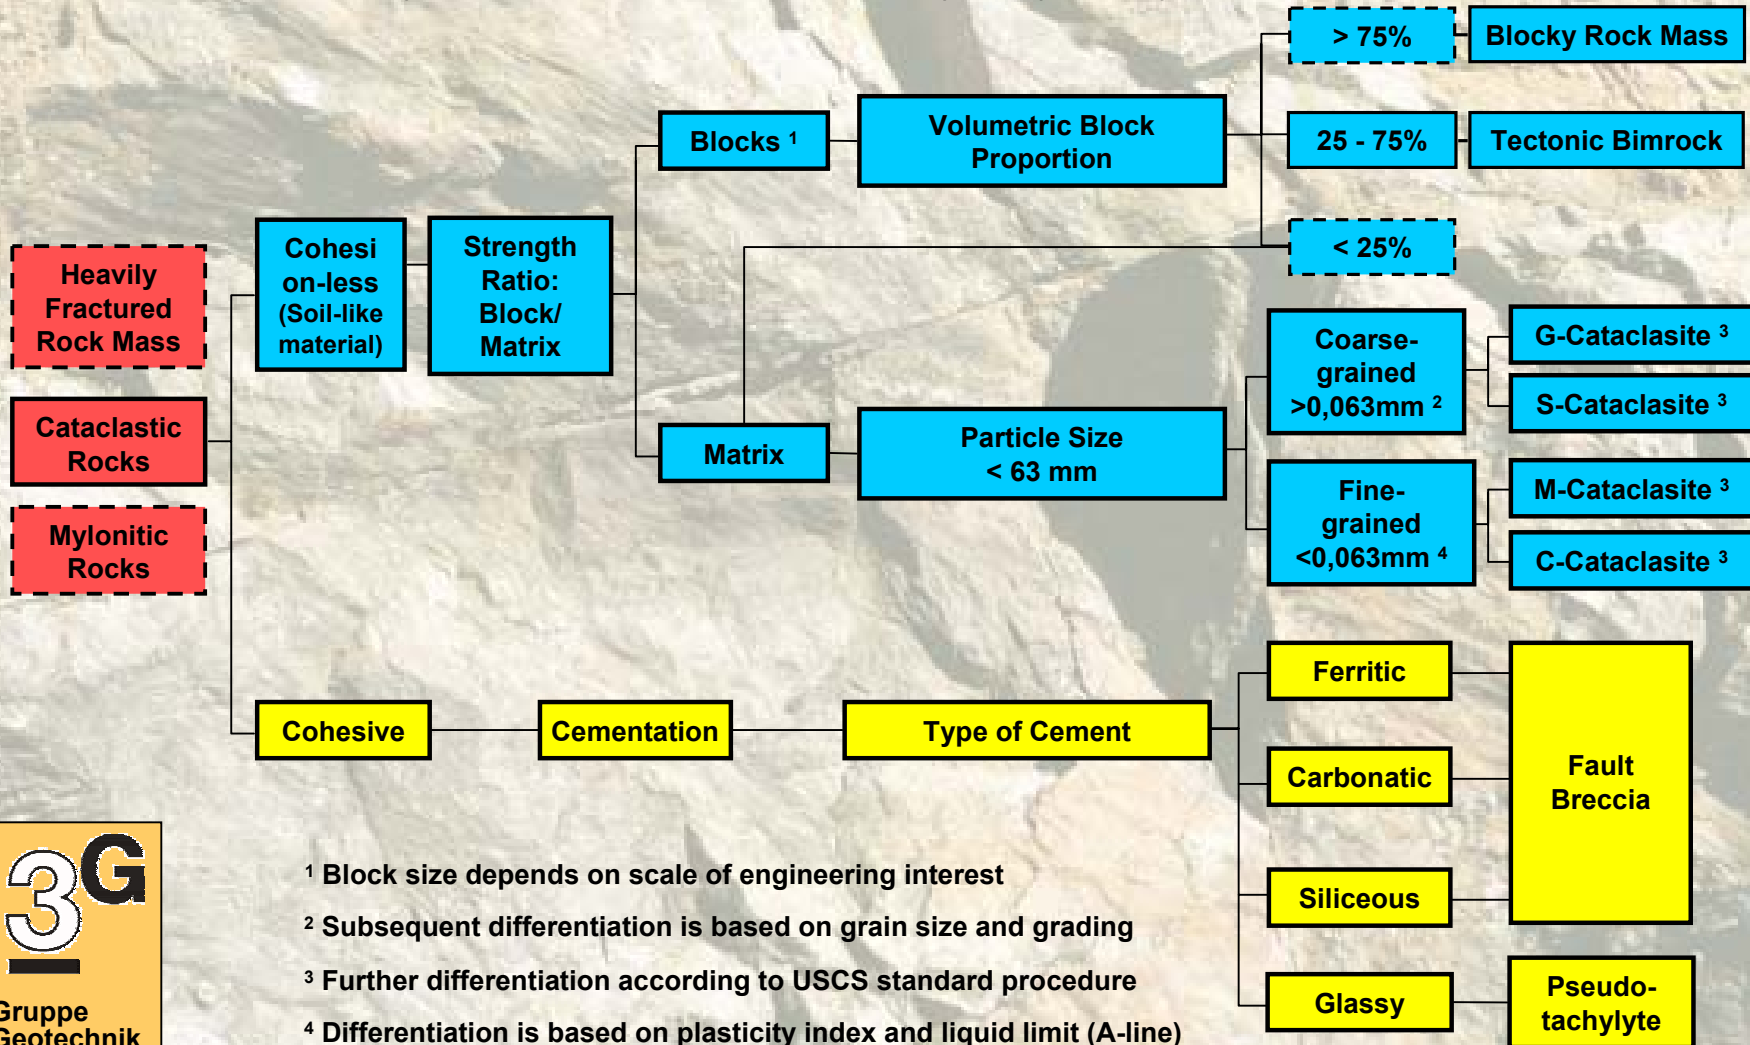 > 75%
Blocky Rock Mass
Blocks ¹
Volumetric Block
Proportion
25 - 75%
Tectonic Bimrock
< 25%
Heavily
Fractured
Rock Mass
Cohesi
on-less
(Soil-like
material)
Strength
Ratio:
Block/
Matrix
Cataclastic
Rocks
Mylonitic
Rocks
Matrix
Particle Size
< 63 mm
Coarse-
grained
>0,063mm ²
G-Cataclasite ³
S-Cataclasite ³
Fine-
grained
<0,063mm ⁴
M-Cataclasite ³
C-Cataclasite ³
Cohesive
Cementation
Type of Cement
Ferritic
Carbonatic
Siliceous
Fault
Breccia
Glassy
Pseudo-
tachylyte
¹ Block size depends on scale of engineering interest
² Subsequent differentiation is based on grain size and grading
³ Further differentiation according to USCS standard procedure
⁴ Differentiation is based on plasticity index and liquid limit (A-line)
3G
Gruppe
Geotechnik